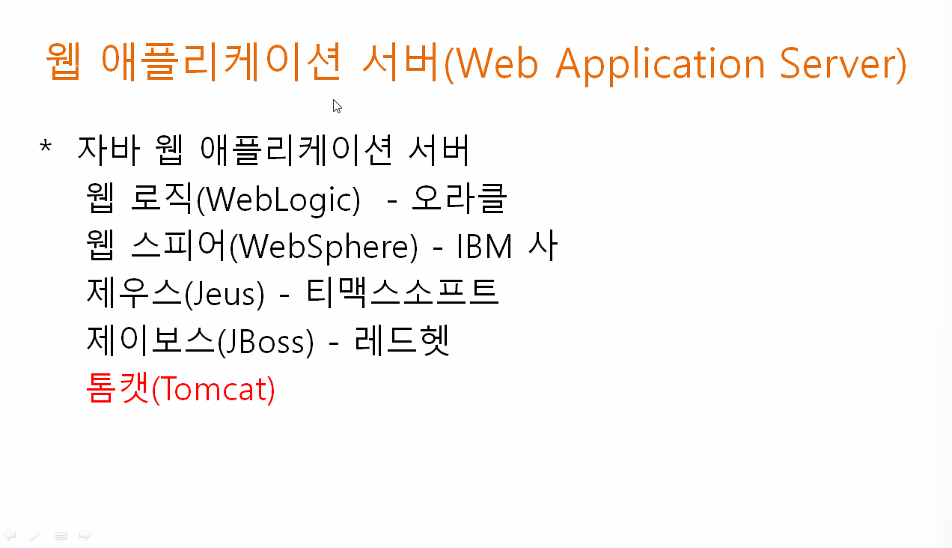 웹 애플리케이션 서버(Web Application Server)
* 자바 웹 애플리케이션 서버
웹 로직(WebLogic) - 오라클
웹 스피어(WebSphere) - IBM 사
제우스(Jeus) - 티맥스소프트
제이보스(JBoss) - 레드헷
톰캣(Tomcat)